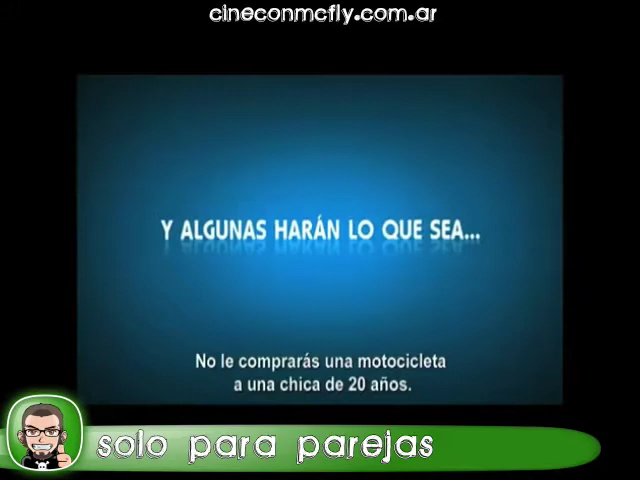 cineconmcfly.com.ar
Y ALGUNAS HARÁN LO QUE SEA...
No le comprarás una motocicleta
a una chica de 20 años.
solo para parejas